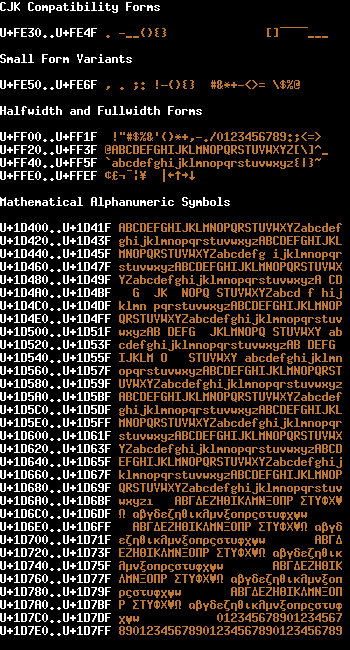 CJK Compatibility Forms
U+FE30..U+FE4F . -__(){} []‾‾‾‾___
Small Form Variants
U+FE50..U+FE6F , . ;: !-(){} #&*+-<>= \$%@
Halfwidth and Fullwidth Forms
U+FF00..U+FF1F !"#$%&'()*+,-./0123456789:;<=>
U+FF20..U+FF3F @ABCDEFGHIJKLMNOPQRSTUVWXYZ[\]^_
U+FF40..U+FF5F `abcdefghijklmnopqrstuvwxyz{|}~
U+FFE0..U+FFEF ¢£¬¯¦¥ |←↑→↓
Mathematical Alphanumeric Symbols
U+1D400..U+1D41F ABCDEFGHIJKLMNOPQRSTUVWXYZabcdef
U+1D420..U+1D43F ghijklmnopqrstuvwxyzABCDEFGHIJKL
U+1D440..U+1D45F MNOPQRSTUVWXYZabcdefg ijklmnopqr
U+1D460..U+1D47F stuvwxyzABCDEFGHIJKLMNOPQRSTUVWX
U+1D480..U+1D49F YZabcdefghijklmnopqrstuvwxyzA CD
U+1D4A0..U+1D4BF G JK NOPQ STUVWXYZabcd f hij
U+1D4C0..U+1D4DF klmn pqrstuvwxyzABCDEFGHIJKLMNOP
U+1D4E0..U+1D4FF QRSTUVWXYZabcdefghijklmnopqrstuv
U+1D500..U+1D51F wxyzAB DEFG JKLMNOPQ STUVWXY ab
U+1D520..U+1D53F cdefghijklmnopqrstuvwxyzAB DEFG
U+1D540..U+1D55F IJKLM O STUVWXY abcdefghijklmn
U+1D560..U+1D57F opqrstuvwxyzABCDEFGHIJKLMNOPQRST
U+1D580..U+1D59F UVWXYZabcdefghijklmnopqrstuvwxyz
U+1D5A0..U+1D5BF ABCDEFGHIJKLMNOPQRSTUVWXYZabcdef
U+1D5C0..U+1D5DF ghijklmnopqrstuvwxyzABCDEFGHIJKL
U+1D5E0..U+1D5FF MNOPQRSTUVWXYZabcdefghijklmnopqr
U+1D600..U+1D61F stuvwxyzABCDEFGHIJKLMNOPQRSTUVWX
U+1D620..U+1D63F YZabcdefghijklmnopqrstuvwxyzABCD
U+1D640..U+1D65F EFGHIJKLMNOPQRSTUVWXYZabcdefghij
U+1D660..U+1D67F klmnopqrstuvwxyzABCDEFGHIJKLMNOP
U+1D680..U+1D69F QRSTUVWXYZabcdefghijklmnopqrstuv
U+1D6A0..U+1D6BF wxyzı ΑΒΓΔΕΖΗΘΙΚΛΜΝΞΟΠΡ ΣΤΥΦΧΨ
U+1D6C0..U+1D6DF Ω αβγδεζηθικλμνξοπρςστυφχψω
U+1D6E0..U+1D6FF ΑΒΓΔΕΖΗΘΙΚΛΜΝΞΟΠΡ ΣΤΥΦΧΨΩ αβγδ
U+1D700..U+1D71F εζηθικλμνξοπρςστυφχψω ΑΒΓΔ
U+1D720..U+1D73F ΕΖΗΘΙΚΛΜΝΞΟΠΡ ΣΤΥΦΧΨΩ αβγδεζηθικ
U+1D740..U+1D75F λμνξοπρςστυφχψω ΑΒΓΔΕΖΗΘΙΚ
U+1D760..U+1D77F ΛΜΝΞΟΠΡ ΣΤΥΦΧΨΩ αβγδεζηθικλμνξοπ
U+1D780..U+1D79F ρςστυφχψω ΑΒΓΔΕΖΗΘΙΚΛΜΝΞΟΠ
U+1D7A0..U+1D7BF Ρ ΣΤΥΦΧΨΩ αβγδεζηθικλμνξοπρςστυφ
U+1D7C0..U+1D7DF χψω 01234567890123456​7
U+1D7E0..U+1D7FF 89012345678901234567890123456789